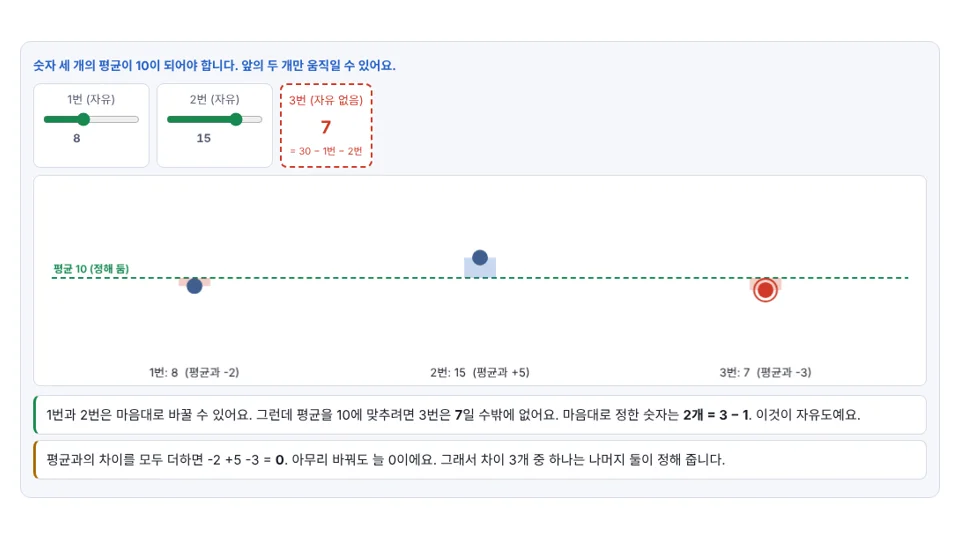 숫자 세 개의 평균이 10이 되어야 합니다. 앞의 두 개만 움직일 수 있어요.
1번 (자유)
8
2번 (자유)
15
3번 (자유 없음)
7
= 30 − 1번 − 2번
평균 10 (정해 둠)
1번: 8 (평균과 -2)
2번: 15 (평균과 +5)
3번: 7 (평균과 -3)
1번과 2번은 마음대로 바꿀 수 있어요. 그런데 평균을 10에 맞추려면 3번은 7일 수밖에 없어요. 마음대로 정한 숫자는 2개 = 3 − 1. 이것이 자유도예요.
평균과의 차이를 모두 더하면 -2 +5 -3 = 0. 아무리 바꿔도 늘 0이에요. 그래서 차이 3개 중 하나는 나머지 둘이 정해 줍니다.